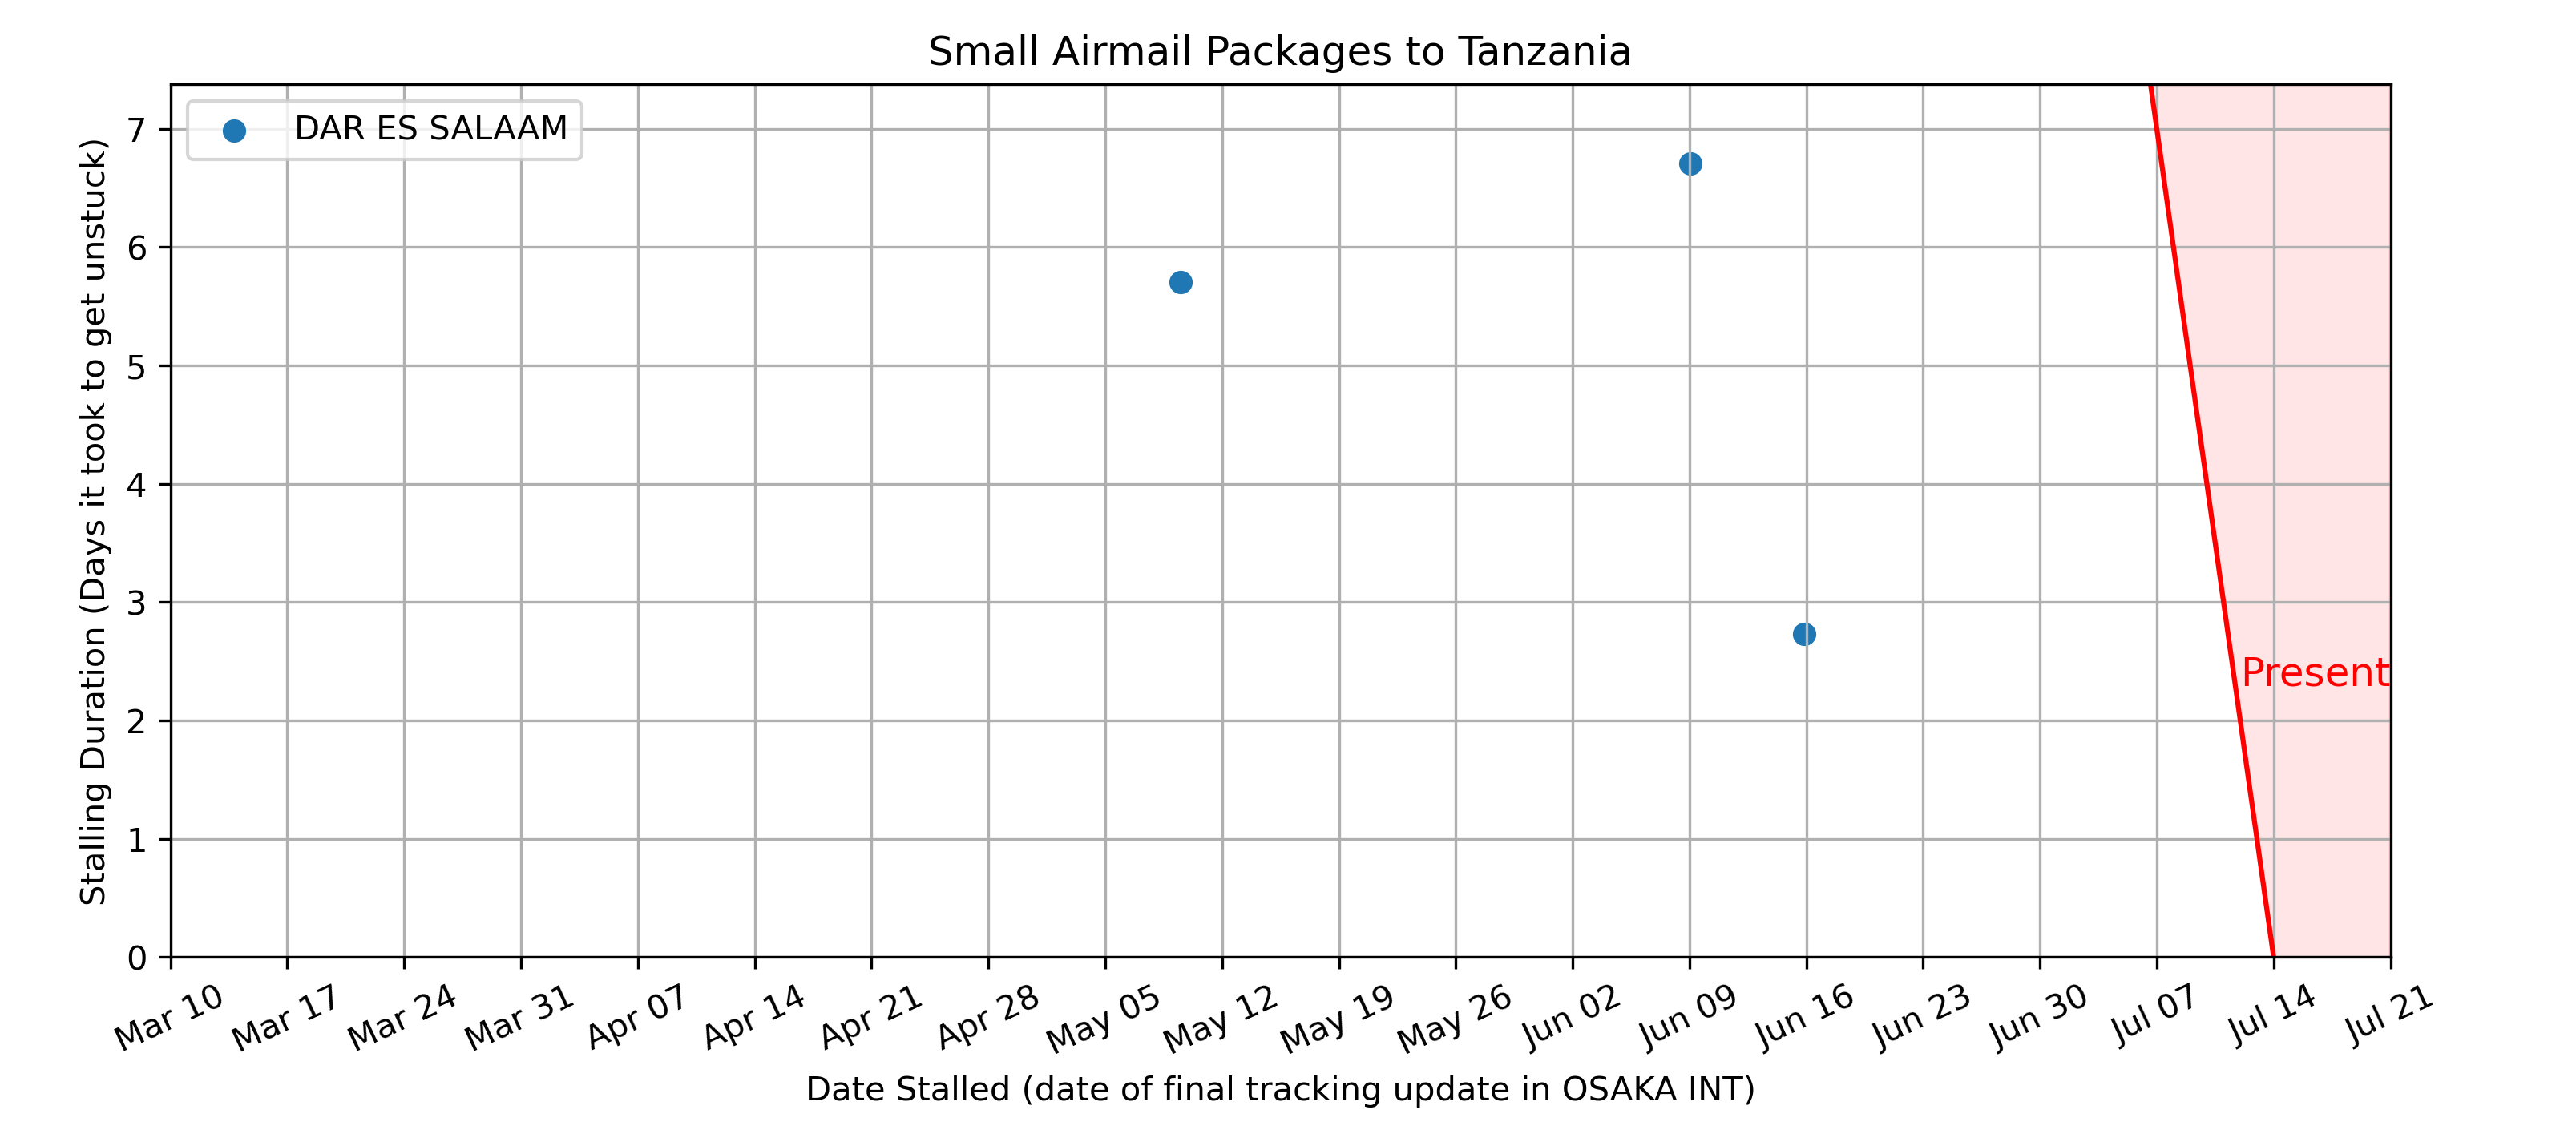 Small Airmail Packages to Tanzania
DAR ES SALAAM
Stalling Duration (Days it took to get unstuck)
7
6
5
4
3
2
1
0
Present
Mar 10
Mar 17
Mar 24
Mar 31
Apr 07
Apr 14
Apr 21
Apr 28
May 05
May 12
May 19
May 26
Jun 02
Jun 09
Jun 16
Jun 23
Jun 30
Jul 07
Jul 14
Jul 21
Date Stalled (date of final tracking update in OSAKA INT)